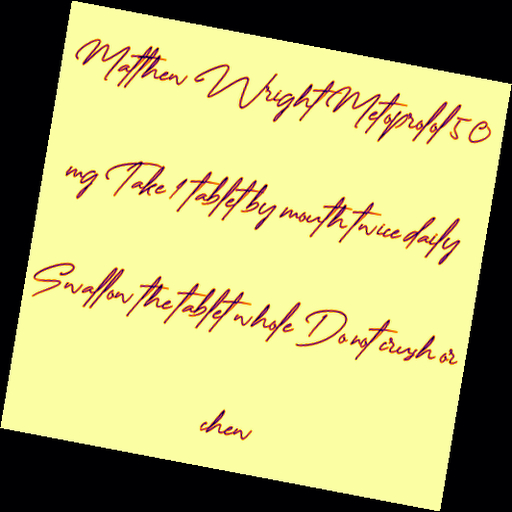 Matthew Wright Metoprolol 50
mg Take 1 tablet by mouth twice daily
Swallow the tablet whole Do not crush or
chew